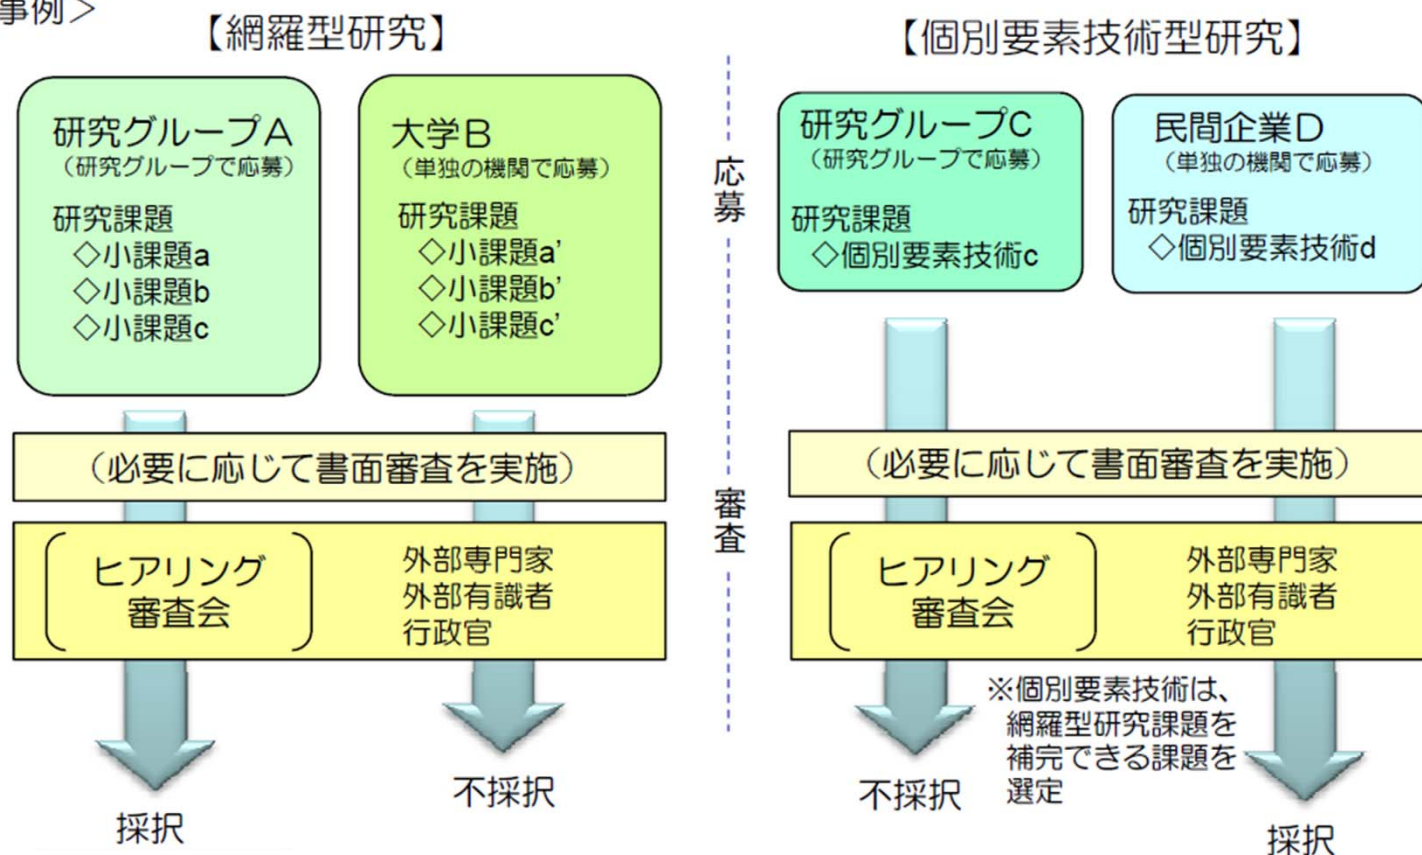 事例＞
【網羅型研究】
研究グループA
（研究グループで応募）
研究課題
◇小課題a
◇小課題b
◇小課題c
大学B
（単独の機関で応募）
研究課題
◇小課題a’
◇小課題b’
◇小課題c’
（必要に応じて書面審査を実施）
ヒアリング
審査会
外部専門家
外部有識者
行政官
採択
不採択
応募
審査
【個別要素技術型研究】
研究グループC
（研究グループで応募）
研究課題
◇個別要素技術c
民間企業D
（単独の機関で応募）
研究課題
◇個別要素技術d
（必要に応じて書面審査を実施）
ヒアリング
審査会
外部専門家
外部有識者
行政官
※個別要素技術は、
網羅型研究課題を
補完できる課題を
選定
不採択
採択